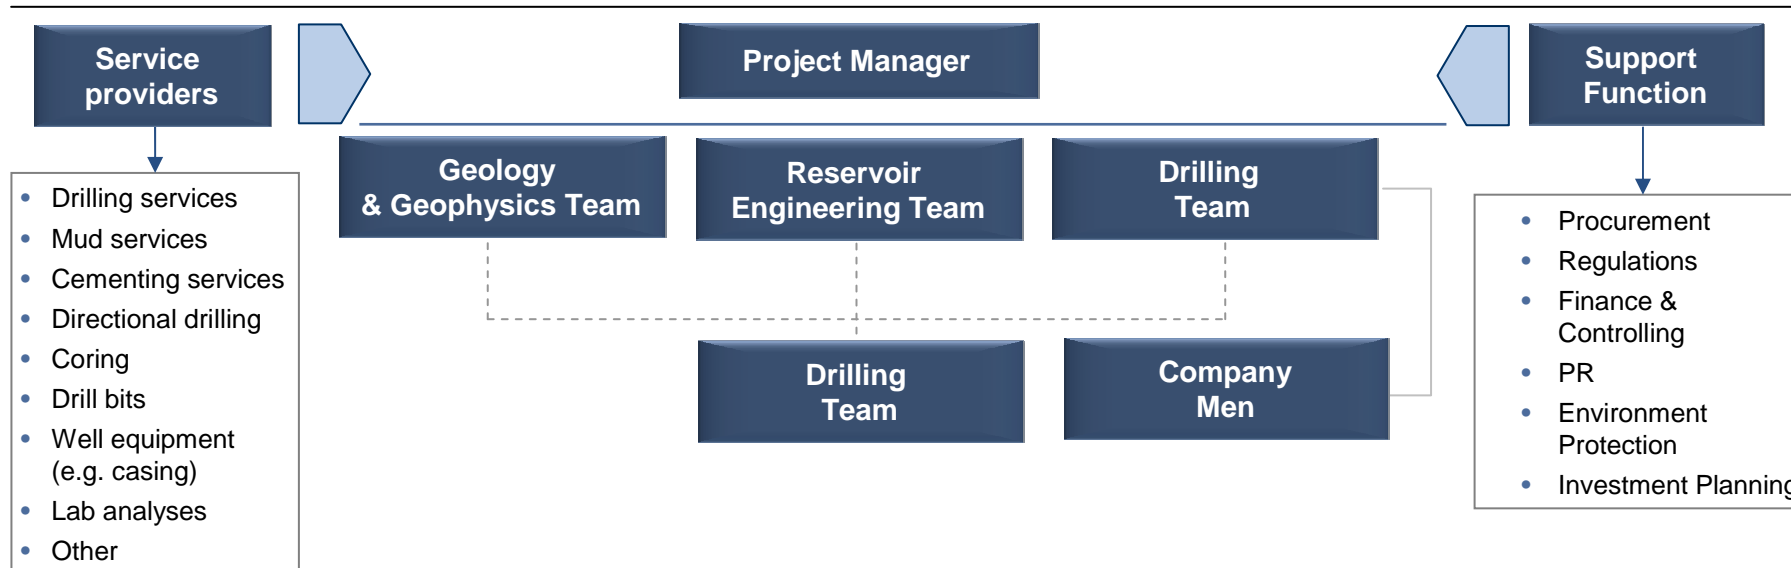 Service
providers
Project Manager
Support
Function
Geology
& Geophysics Team
Reservoir
Engineering Team
Drilling
Team
• Drilling services
• Mud services
• Cementing services
• Directional drilling
• Coring
• Drill bits
• Well equipment
(e.g. casing)
• Lab analyses
• Other
Drilling
Team
Company
Men
• Procurement
• Regulations
• Finance &
Controlling
• PR
• Environment
Protection
• Investment Planning